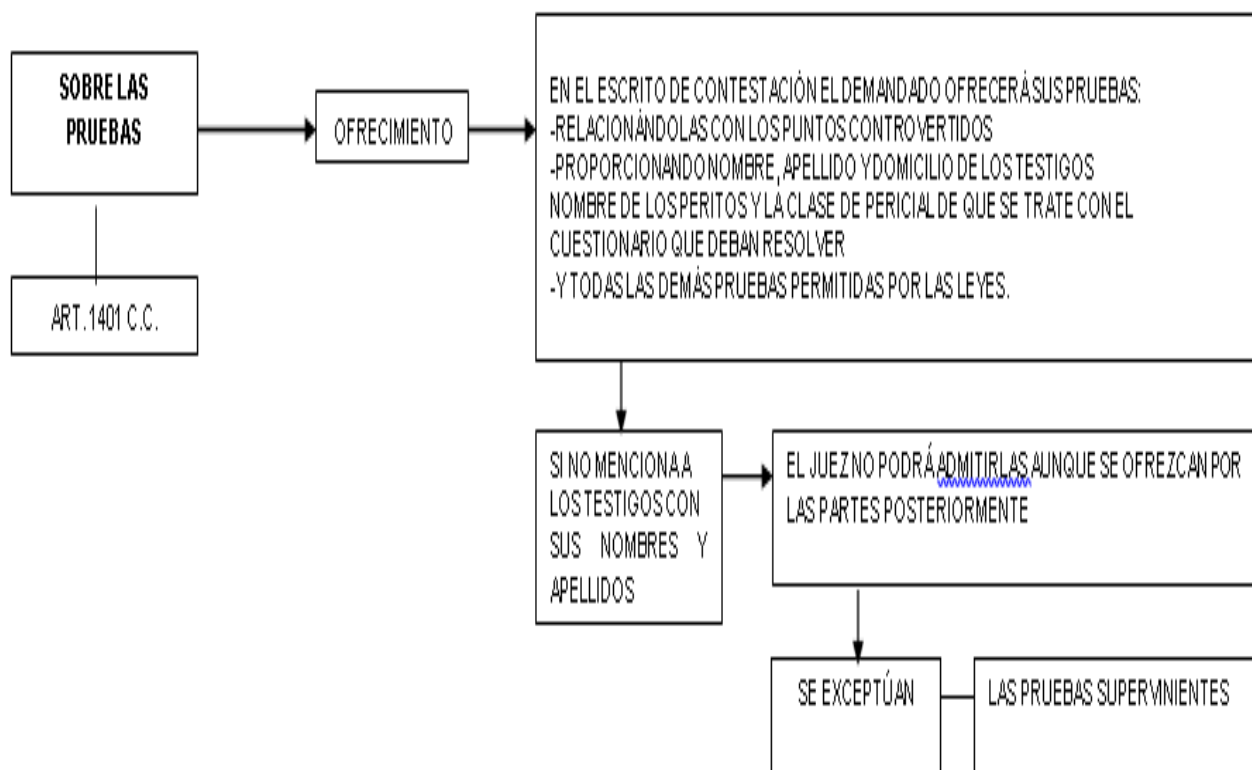 SOBRE LAS
PRUEBAS
ART. 1401 C.C.
OFRECIMIENTO
EN EL ESCRITO DE CONTESTACIÓN EL DEMANDADO OFRECERÁ SUS PRUEBAS:
-RELACIONÁNDOLAS CON LOS PUNTOS CONTROVERTIDOS
-PROPORCIONANDO NOMBRE, APELLIDO Y DOMICILIO DE LOS TESTIGOS
NOMBRE DE LOS PERITOS Y LA CLASE DE PERICIAL DE QUE SE TRATE CON EL
CUESTIONARIO QUE DEBAN RESOLVER
-Y TODAS LAS DEMÁS PRUEBAS PERMITIDAS POR LAS LEYES.
SI NO MENCIONA A
LOS TESTIGOS CON
SUS NOMBRES Y
APELLIDOS
EL JUEZ NO PODRÁ ADMITIRLAS AUNQUE SE OFREZCAN POR
LAS PARTES POSTERIORMENTE
SE EXCEPTÚAN
LAS PRUEBAS SUPERVINIENTES